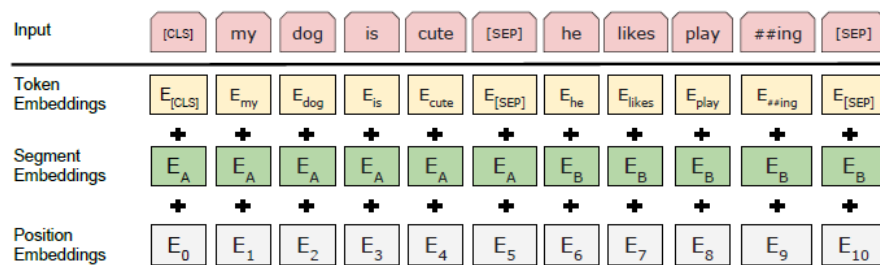 Input [CLS] my dog is cute [SEP] he likes play ##ing [SEP]
Token Embeddings E[CLS] Emy Edog Eis Ecute E[SEP] Ehe Elikes Eplay E##ing E[SEP]
+ + + + + + + + + + +
Segment Embeddings EA EA EA EA EA EA EB EB EB EB EB
+ + + + + + + + + + +
Position Embeddings E0 E1 E2 E3 E4 E5 E6 E7 E8 E9 E10